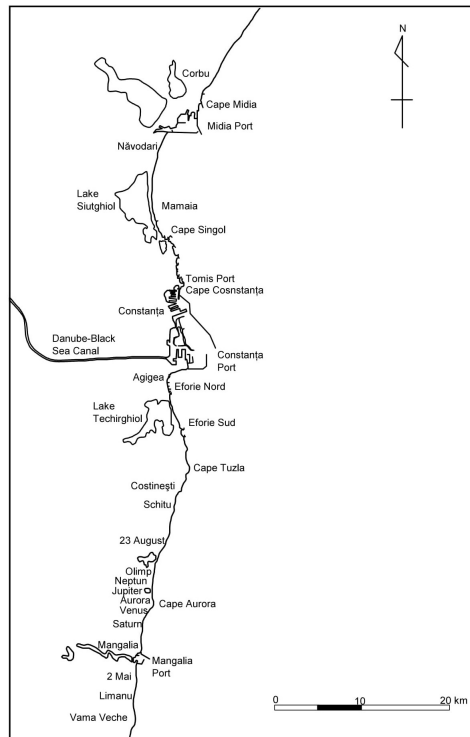 N
Corbu
Cape Midia
Midia Port
Năvodari
Lake
Siutghiol
Mamaia
Cape Singol
Tomis Port
Cape Cosnstanța
Constanța
Danube-Black
Sea Canal
Constanța
Port
Agigea
Eforie Nord
Lake
Techirghiol
Eforie Sud
Cape Tuzla
Costinești
Schitu
23 August
Olimp
Neptun
Jupiter
Aurora
Venus
Cape Aurora
Saturn
Mangalia
Mangalia
Port
2 Mai
Limanu
Vama Veche
0 10 20 km